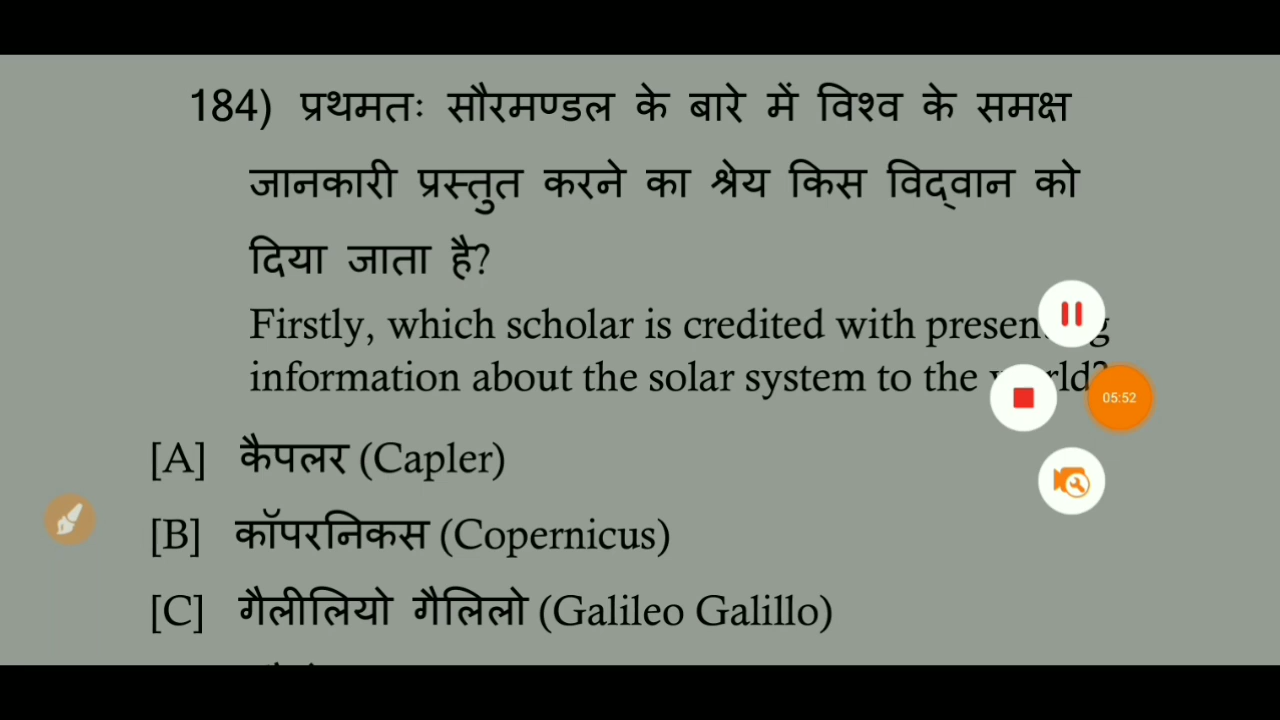 184) प्रथमतः सौरमण्डल के बारे में विश्व के समक्ष
जानकारी प्रस्तुत करने का श्रेय किस विद्‌वान को
दिया जाता है?
Firstly, which scholar is credited with
information about the solar system to the
05:52
[A] कैपलर (Capler)
[B] कॉपरनिकस (Copernicus)
[C] गैलीलियो गैलिलो (Galileo Galillo)